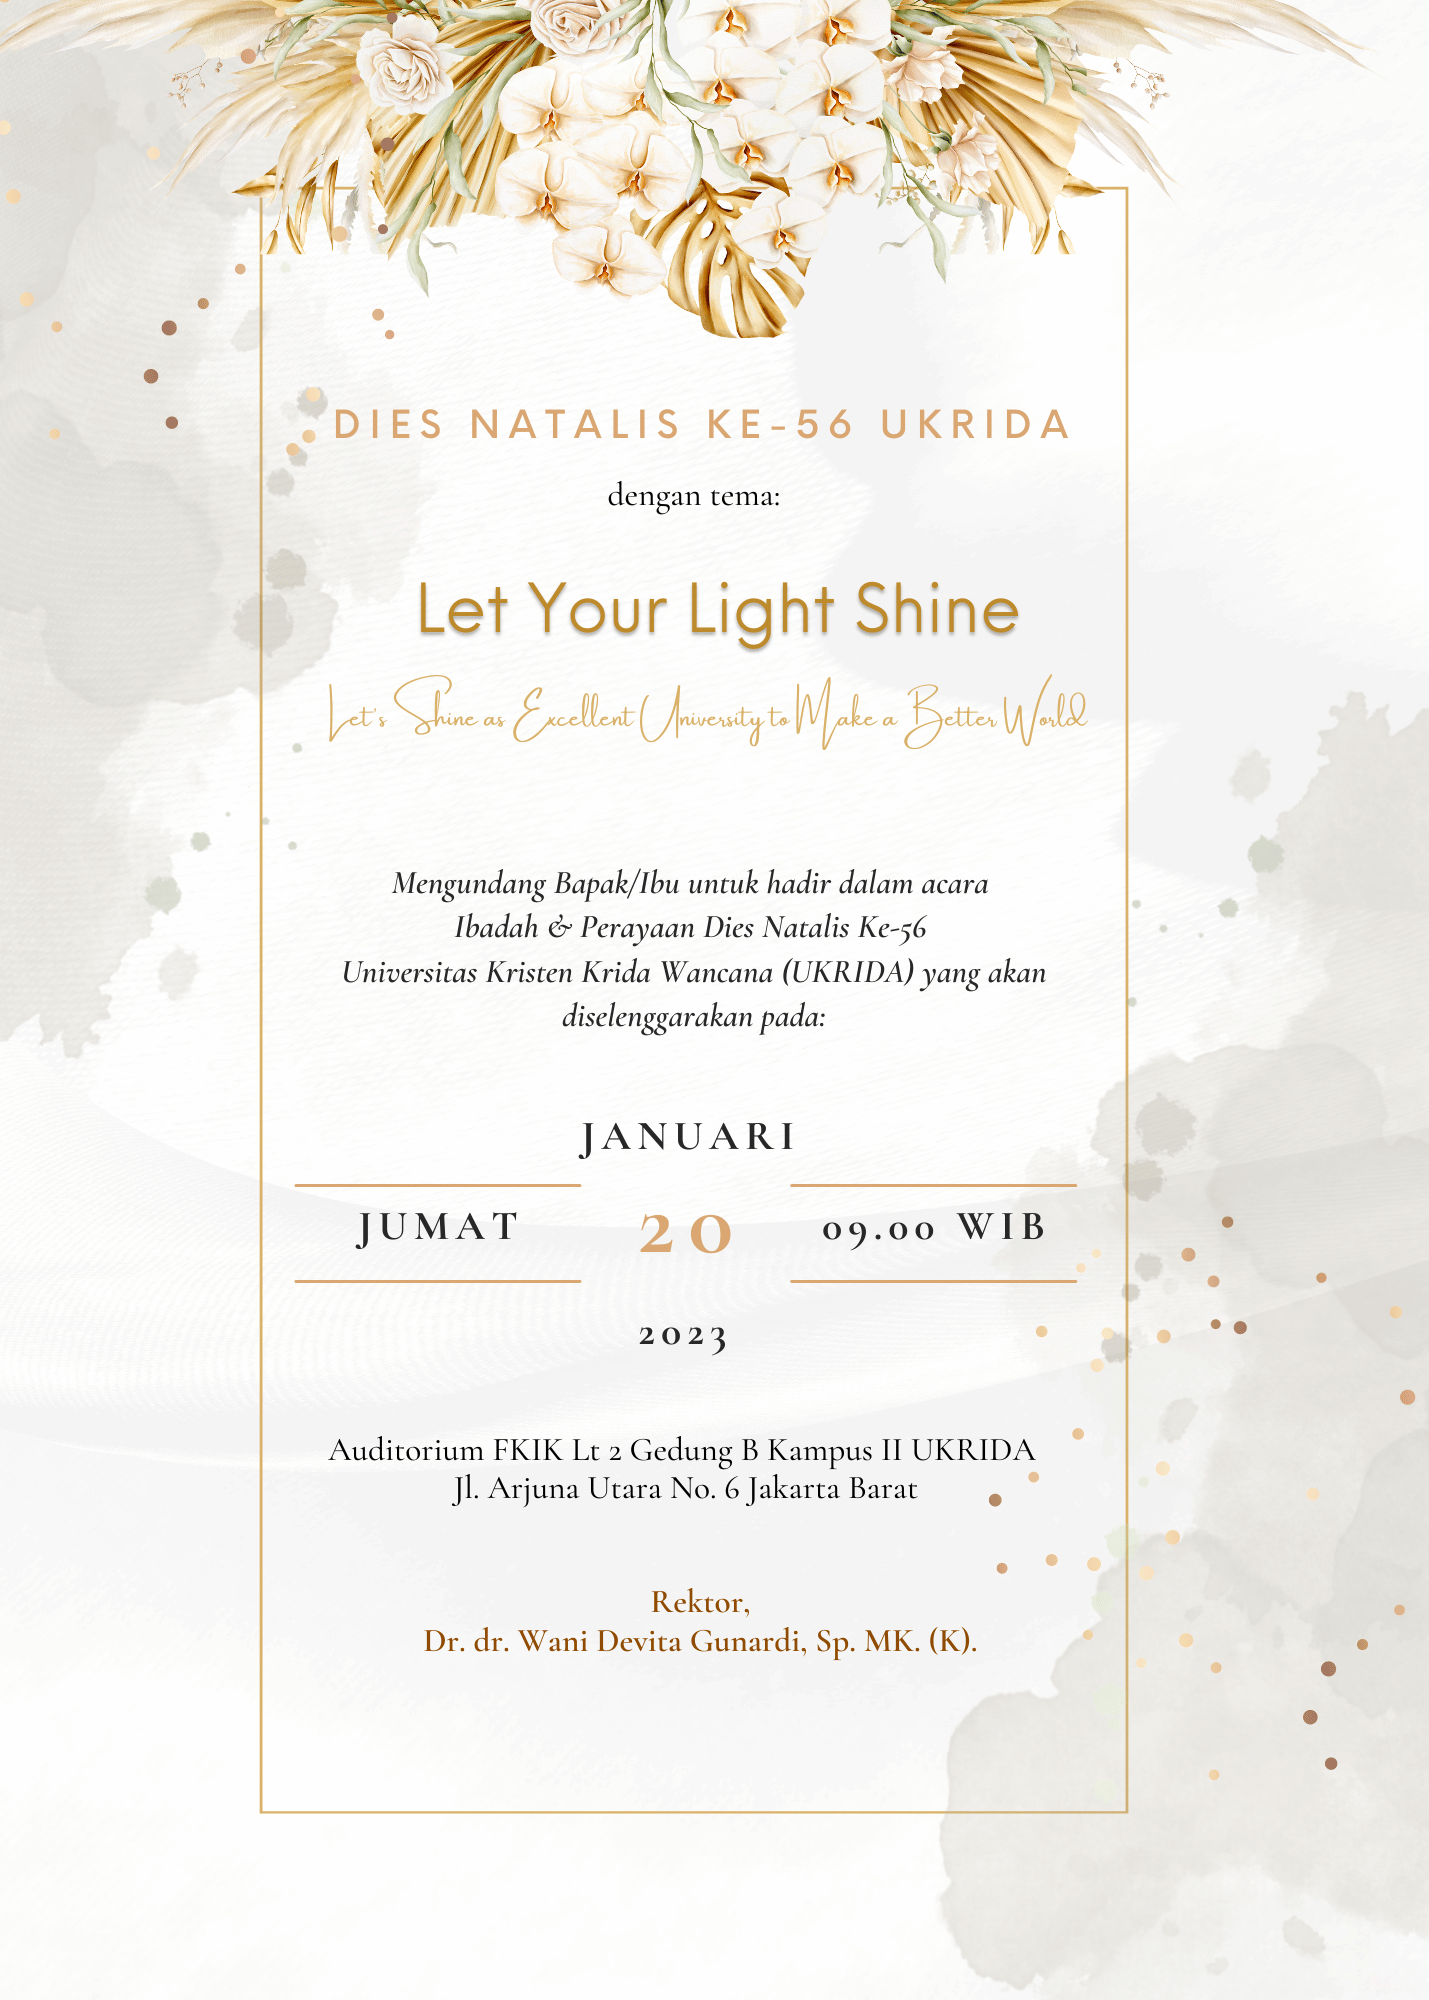 DIES NATALIS KE-56 UKRIDA
dengan tema:
Let Your Light Shine
Let's Shine as Excellent University to Make a Better World
Mengundang Bapak/Ibu untuk hadir dalam acara
Ibadah & Perayaan Dies Natalis Ke-56
Universitas Kristen Krida Wancana (UKRIDA) yang akan
diselenggarakan pada:
JANUARI
JUMAT 20 09.00 WIB
2023
Auditorium FKIK Lt 2 Gedung B Kampus II UKRIDA
Jl. Arjuna Utara No. 6 Jakarta Barat
Rektor,
Dr. dr. Wani Devita Gunardi, Sp. MK. (K).